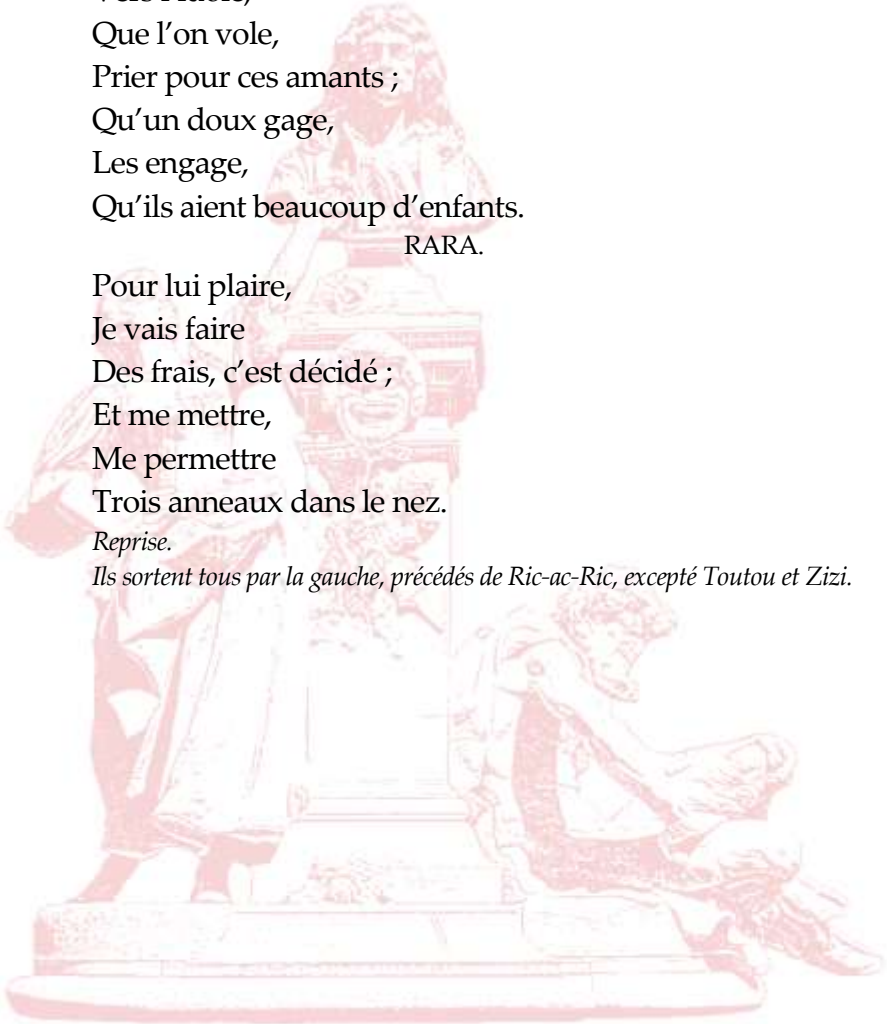 Que l’on vole,
Prier pour ces amants ;
Qu’un doux gage,
Les engage,
Qu’ils aient beaucoup d’enfants.
RARA.
Pour lui plaire,
Je vais faire
Des frais, c’est décidé ;
Et me mettre,
Me permettre
Trois anneaux dans le nez.
Reprise.
Ils sortent tous par la gauche, précédés de Ric-ac-Ric, excepté Toutou et Zizi.